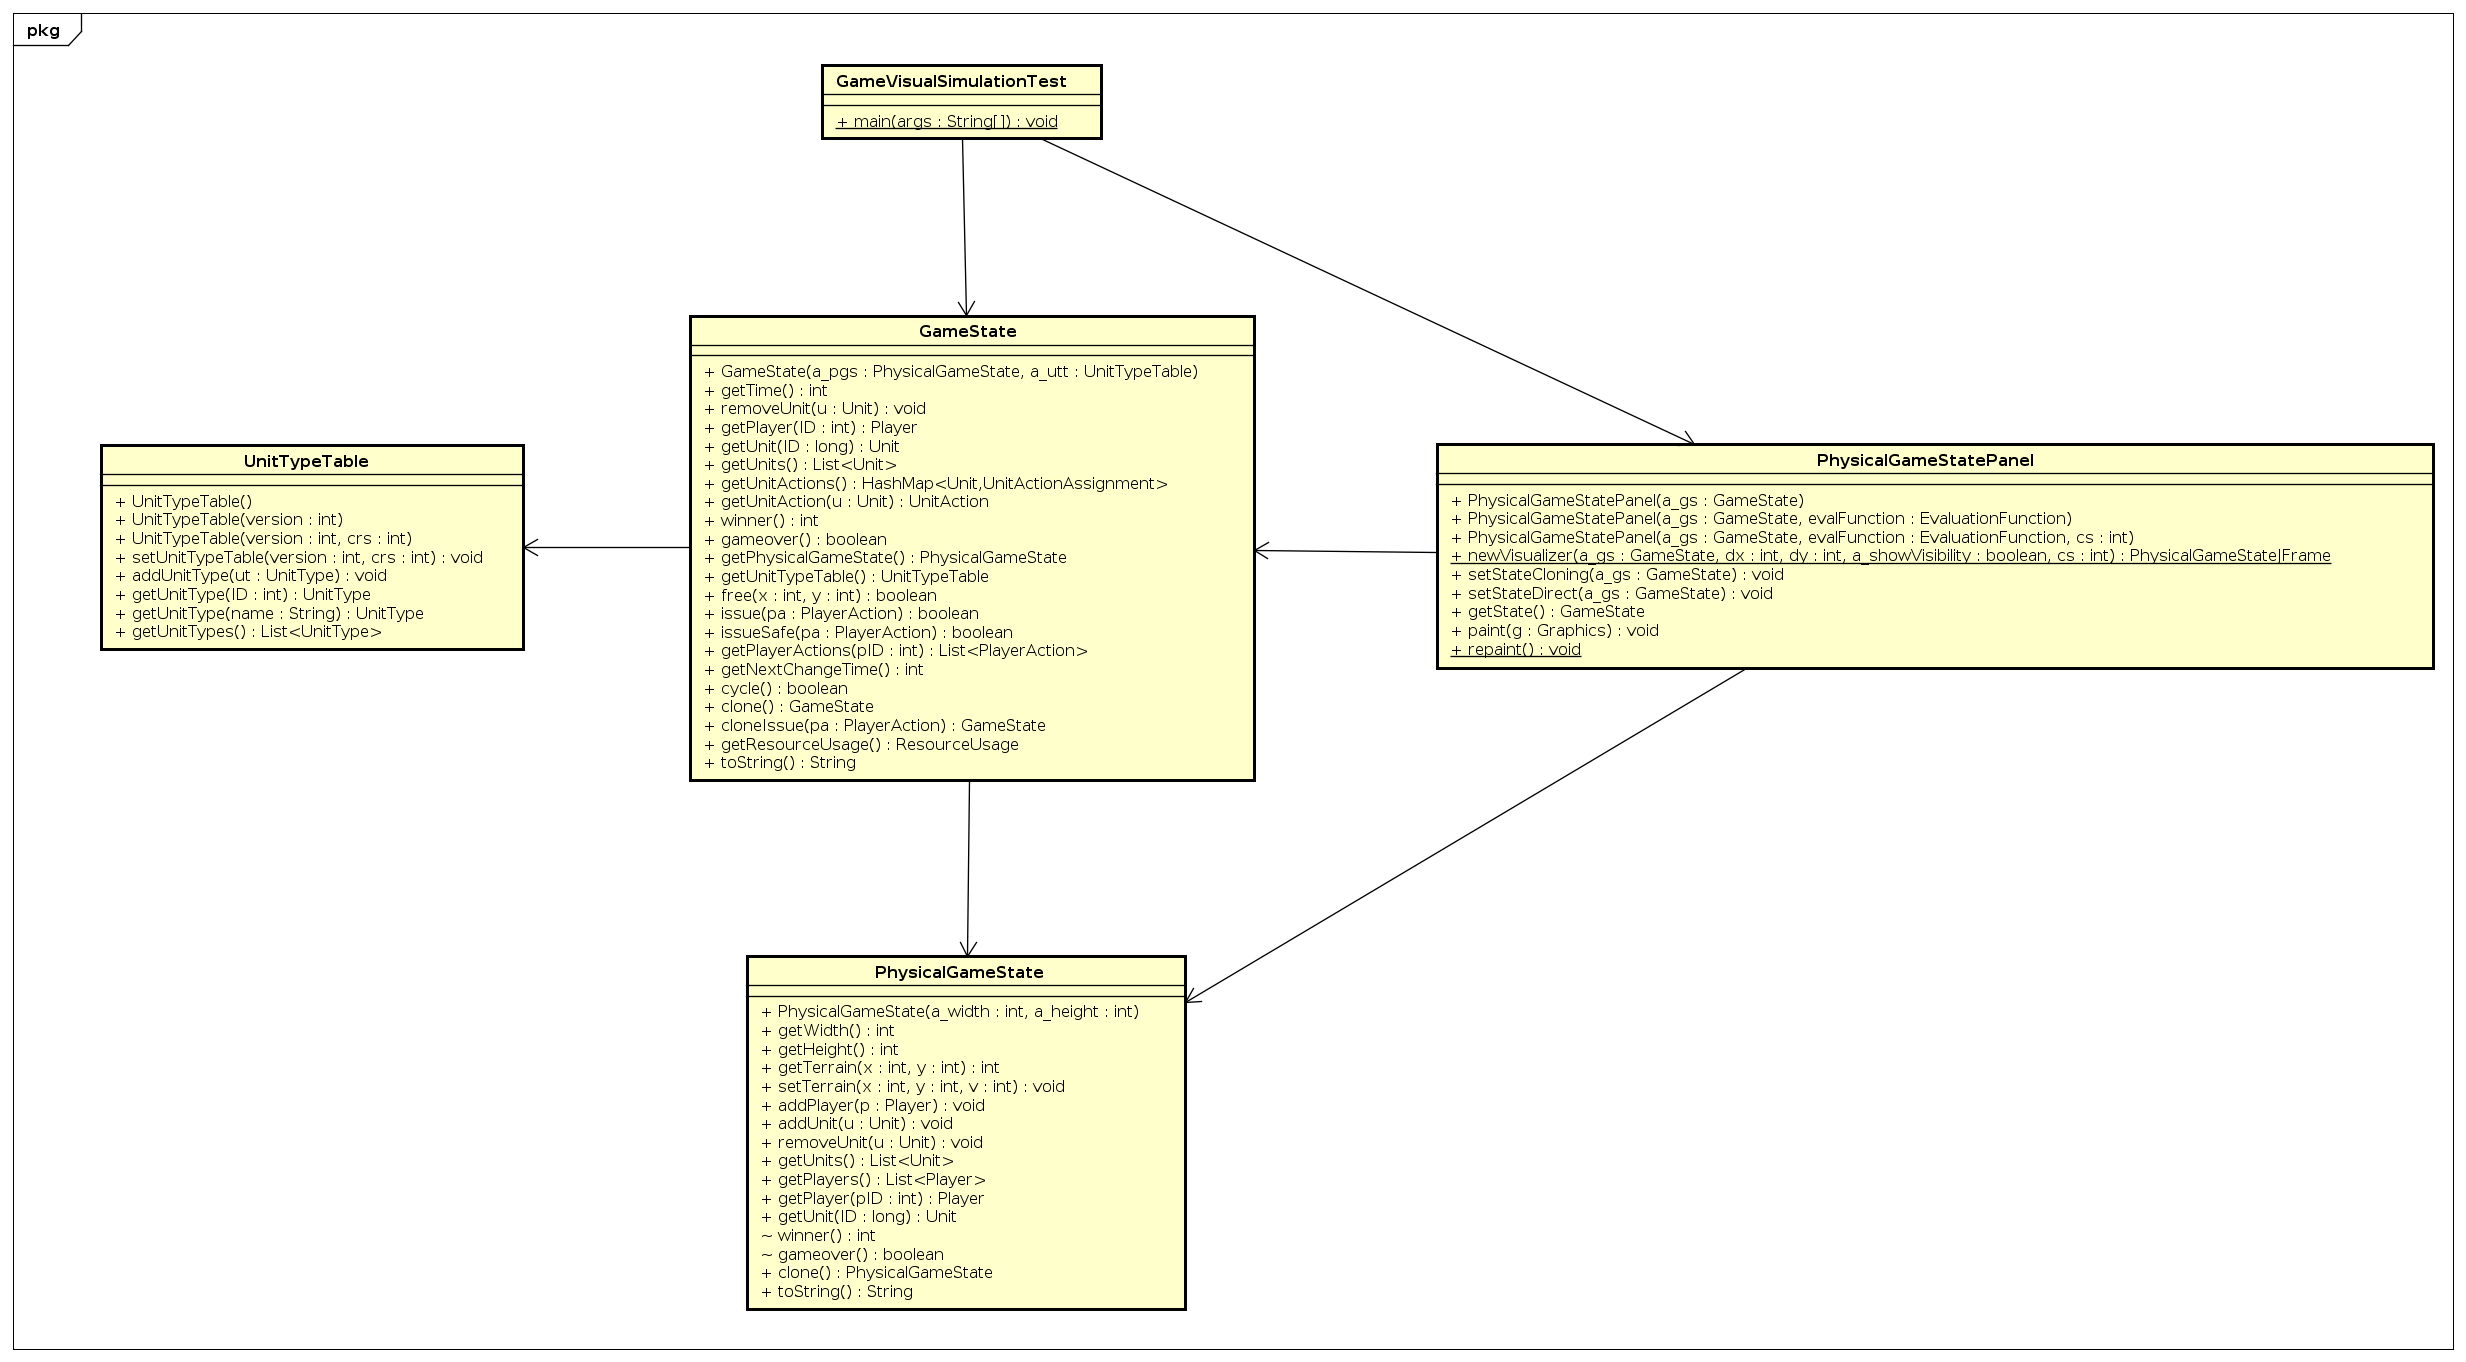 pkg
GameVisualSimulationTest
+ main(args : String[]) : void
GameState
+ GameState(a_pgs : PhysicalGameState, a_utt : UnitTypeTable)
+ getTime() : int
+ removeUnit(u : Unit) : void
+ getPlayer(ID : int) : Player
+ getUnit(ID : long) : Unit
+ getUnits() : List<Unit>
+ getUnitActions() : HashMap<Unit,UnitActionAssignment>
+ getUnitAction(u : Unit) : UnitAction
+ winner() : int
+ gameover() : boolean
+ getPhysicalGameState() : PhysicalGameState
+ getUnitTypeTable() : UnitTypeTable
+ free(x : int, y : int) : boolean
+ issue(pa : PlayerAction) : boolean
+ issueSafe(pa : PlayerAction) : boolean
+ getPlayerActions(pID : int) : List<PlayerAction>
+ getNextChangeTime() : int
+ cycle() : boolean
+ clone() : GameState
+ cloneIssue(pa : PlayerAction) : GameState
+ getResourceUsage() : ResourceUsage
+ toString() : String
UnitTypeTable
+ UnitTypeTable()
+ UnitTypeTable(version : int)
+ UnitTypeTable(version : int, crs : int)
+ setUnitTypeTable(version : int, crs : int) : void
+ addUnitType(ut : UnitType) : void
+ getUnitType(ID : int) : UnitType
+ getUnitType(name : String) : UnitType
+ getUnitTypes() : List<UnitType>
PhysicalGameStatePanel
+ PhysicalGameStatePanel(a_gs : GameState)
+ PhysicalGameStatePanel(a_gs : GameState, evalFunction : EvaluationFunction)
+ PhysicalGameStatePanel(a_gs : GameState, evalFunction : EvaluationFunction, cs : int)
+ newVisualizer(a_gs : GameState, dx : int, dy : int, a_showVisibility : boolean, cs : int) : PhysicalGameStateJFrame
+ setStateCloning(a_gs : GameState) : void
+ setStateDirect(a_gs : GameState) : void
+ getState() : GameState
+ paint(g : Graphics) : void
+ repaint() : void
PhysicalGameState
+ PhysicalGameState(a_width : int, a_height : int)
+ getWidth() : int
+ getHeight() : int
+ getTerrain(x : int, y : int) : int
+ setTerrain(x : int, y : int, v : int) : void
+ addPlayer(p : Player) : void
+ addUnit(u : Unit) : void
+ removeUnit(u : Unit) : void
+ getUnits() : List<Unit>
+ getPlayers() : List<Player>
+ getPlayer(pID : int) : Player
+ getUnit(ID : long) : Unit
~ winner() : int
~ gameover() : boolean
+ clone() : PhysicalGameState
+ toString() : String